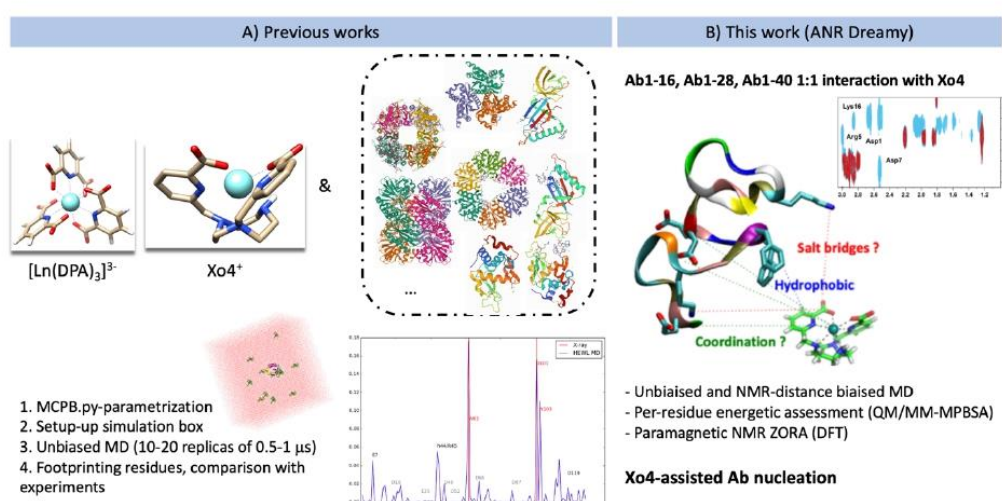 A) Previous works
B) This work (ANR Dreamy)
[Ln(DPA)₃]³⁻
Xo4⁺
&
...
1. MCPB.py-parametrization
2. Setup-up simulation box
3. Unbiased MD (10-20 replicas of 0.5-1 μs)
4. Footprinting residues, comparison with
experiments
X-ray
HEWL MD
Ab1-16, Ab1-28, Ab1-40 1:1 interaction with Xo4
Lys16
Arg5
Asp1
Asp7
Salt bridges ?
Hydrophobic
Coordination ?
- Unbiaised and NMR-distance biaised MD
- Per-residue energetic assessment (QM/MM-MPBSA)
- Paramagnetic NMR ZORA (DFT)
Xo4-assisted Ab nucleation